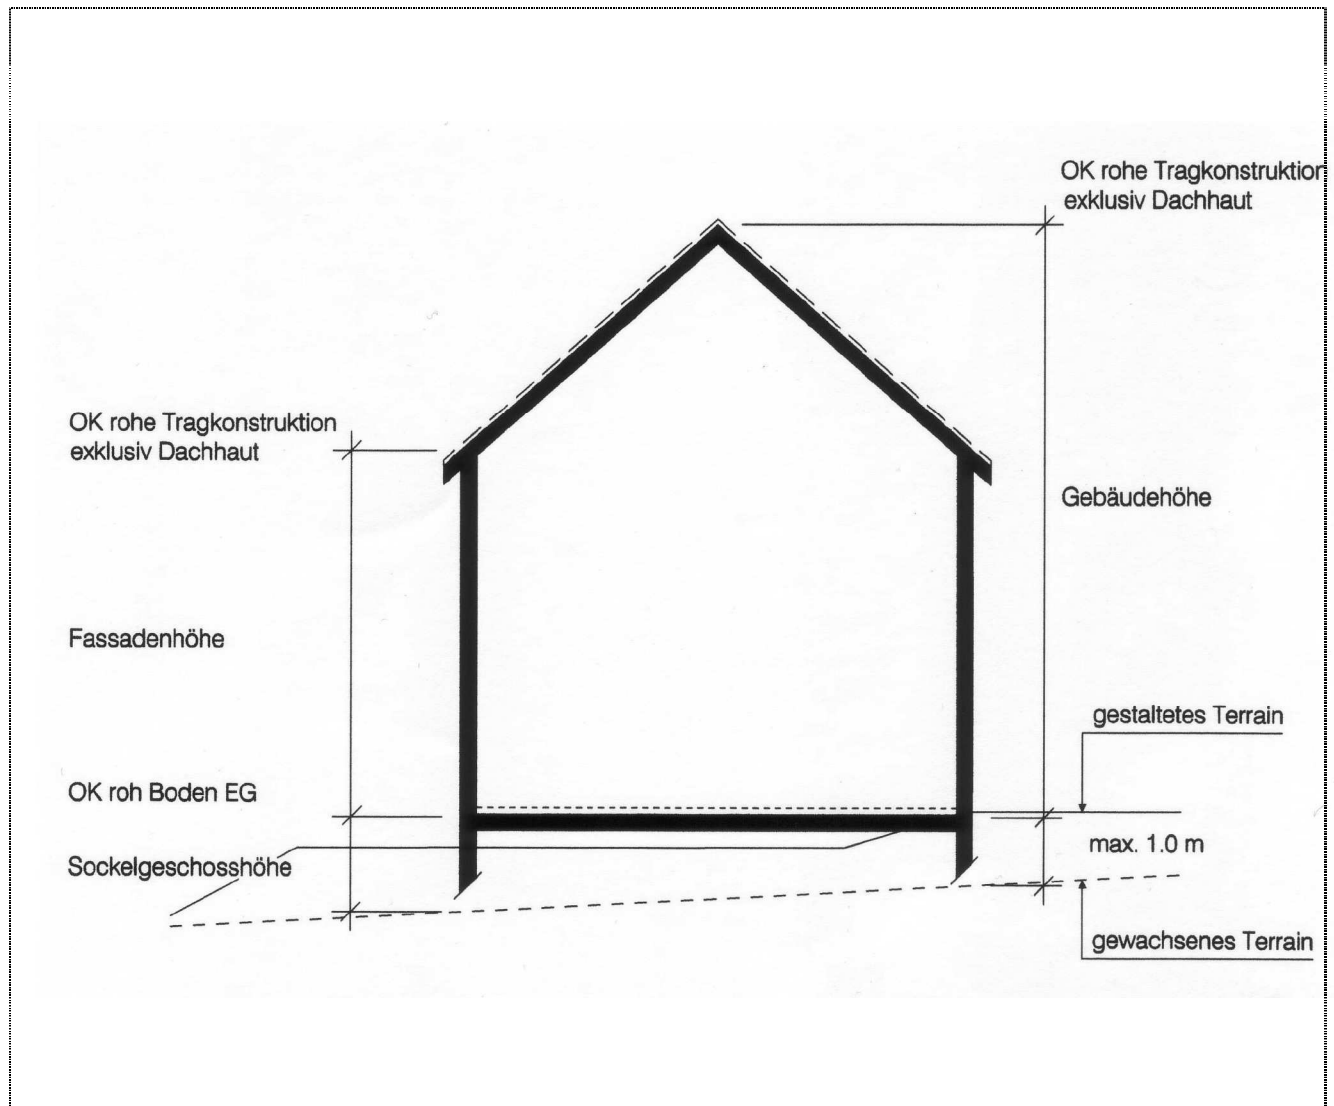 OK rohe Tragkonstruktion
exklusiv Dachhaut
OK rohe Tragkonstruktion
exklusiv Dachhaut
Gebäudehöhe
Fassadenhöhe
gestaltetes Terrain
OK roh Boden EG
max. 1.0 m
Sockelgeschosshöhe
gewachsenes Terrain